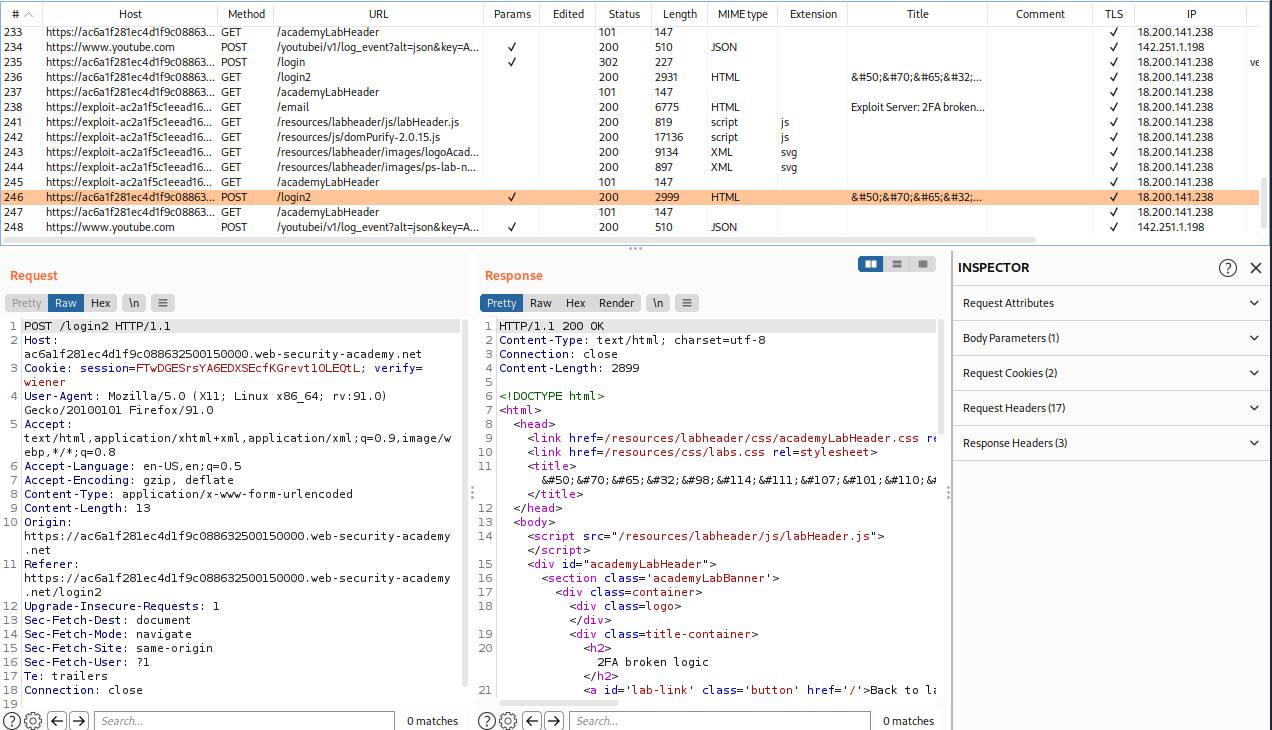 # Host Method URL Params Edited Status Length MIME type Extension Title Comment TLS IP
233 https://ac6a1f281ec4d1f9c08863... GET /academyLabHeader 101 147 ✓ 18.200.141.238
234 https://www.youtube.com POST /youtubei/v1/log_event?alt=json&key=A... ✓ 200 510 JSON ✓ 142.251.1.198
235 https://ac6a1f281ec4d1f9c08863... POST /login ✓ 302 227 ✓ 18.200.141.238 ve
236 https://ac6a1f281ec4d1f9c08863... GET /login2 200 2931 HTML &#50;&#70;&#65;&#32;... ✓ 18.200.141.238
237 https://ac6a1f281ec4d1f9c08863... GET /academyLabHeader 101 147 ✓ 18.200.141.238
238 https://exploit-ac2a1f5c1eead16... GET /email 200 6775 HTML Exploit Server: 2FA broken... ✓ 18.200.141.238
241 https://exploit-ac2a1f5c1eead16... GET /resources/labheader/js/labHeader.js 200 819 script js ✓ 18.200.141.238
242 https://exploit-ac2a1f5c1eead16... GET /resources/js/domPurify-2.0.15.js 200 17136 script js ✓ 18.200.141.238
243 https://exploit-ac2a1f5c1eead16... GET /resources/labheader/images/logoAcad... 200 9134 XML svg ✓ 18.200.141.238
244 https://exploit-ac2a1f5c1eead16... GET /resources/labheader/images/ps-lab-n... 200 897 XML svg ✓ 18.200.141.238
245 https://exploit-ac2a1f5c1eead16... GET /academyLabHeader 101 147 ✓ 18.200.141.238
246 https://ac6a1f281ec4d1f9c08863... POST /login2 ✓ 200 2999 HTML &#50;&#70;&#65;&#32;... ✓ 18.200.141.238
247 https://ac6a1f281ec4d1f9c08863... GET /academyLabHeader 101 147 ✓ 18.200.141.238
248 https://www.youtube.com POST /youtubei/v1/log_event?alt=json&key=A... ✓ 200 510 JSON ✓ 142.251.1.198
Request
Pretty Raw Hex \n
1 POST /login2 HTTP/1.1
2 Host:
ac6a1f281ec4d1f9c088632500150000.web-security-academy.net
3 Cookie: session=FTwDGESrsYA6EDXSEcfKGrevt1OLEQtL; verify=
wiener
4 User-Agent: Mozilla/5.0 (X11; Linux x86_64; rv:91.0)
Gecko/20100101 Firefox/91.0
5 Accept:
text/html,application/xhtml+xml,application/xml;q=0.9,image/w
ebp,*/*;q=0.8
6 Accept-Language: en-US,en;q=0.5
7 Accept-Encoding: gzip, deflate
8 Content-Type: application/x-www-form-urlencoded
9 Content-Length: 13
10 Origin:
https://ac6a1f281ec4d1f9c088632500150000.web-security-academy
.net
11 Referer:
https://ac6a1f281ec4d1f9c088632500150000.web-security-academy
.net/login2
12 Upgrade-Insecure-Requests: 1
13 Sec-Fetch-Dest: document
14 Sec-Fetch-Mode: navigate
15 Sec-Fetch-Site: same-origin
16 Sec-Fetch-User: ?1
17 Te: trailers
18 Connection: close
19
Search... 0 matches
Response
Pretty Raw Hex Render \n
1 HTTP/1.1 200 OK
2 Content-Type: text/html; charset=utf-8
3 Connection: close
4 Content-Length: 2899
5
6 <!DOCTYPE html>
7 <html>
8 <head>
9 <link href=/resources/labheader/css/academyLabHeader.css re
10 <link href=/resources/css/labs.css rel=stylesheet>
11 <title>
&#50;&#70;&#65;&#32;&#98;&#114;&#111;&#107;&#101;&#110;&#
</title>
12 </head>
13 <body>
14 <script src="/resources/labheader/js/labHeader.js">
</script>
15 <div id="academyLabHeader">
16 <section class='academyLabBanner'>
17 <div class=container>
18 <div class=logo>
</div>
19 <div class=title-container>
20 <h2>
2FA broken logic
</h2>
21 <a id='lab-link' class='button' href='/'>Back to la
Search... 0 matches
INSPECTOR
Request Attributes
Body Parameters (1)
Request Cookies (2)
Request Headers (17)
Response Headers (3)